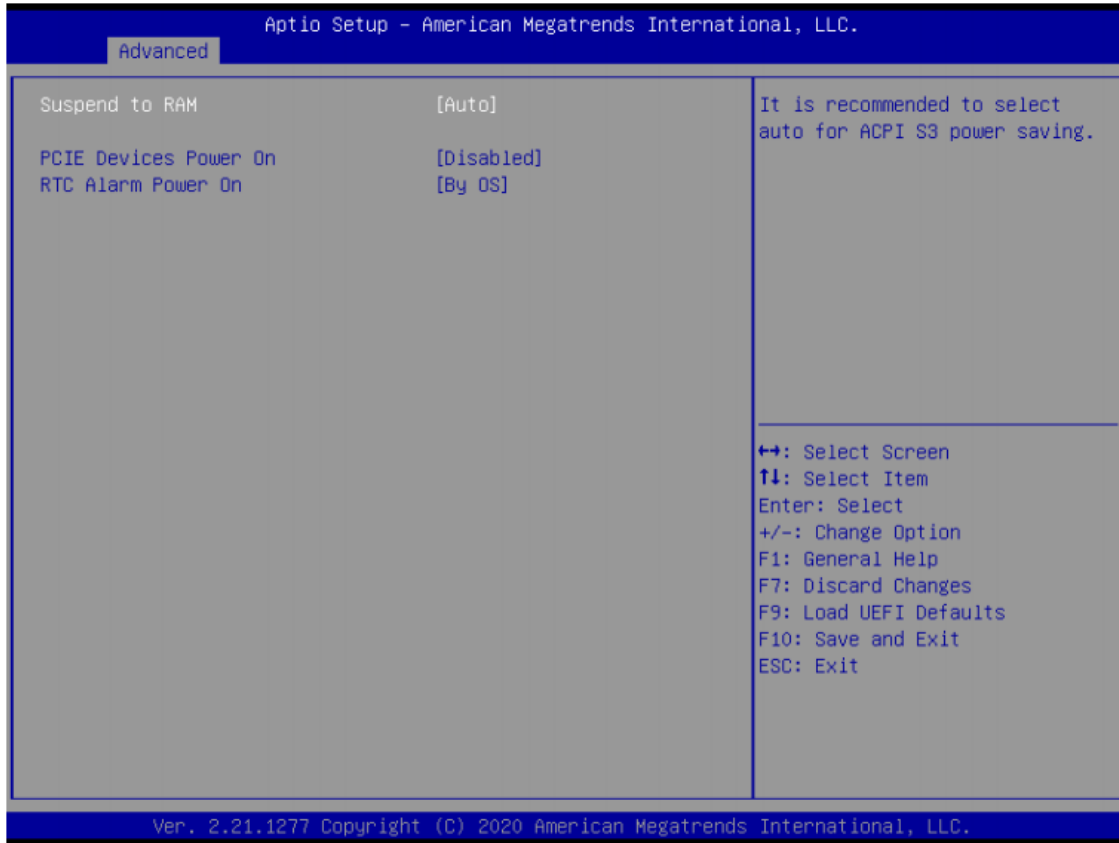 Aptio Setup – American Megatrends International, LLC.
Advanced
Suspend to RAM [Auto]
PCIE Devices Power On [Disabled]
RTC Alarm Power On [By OS]
It is recommended to select
auto for ACPI S3 power saving.
↔: Select Screen
↑↓: Select Item
Enter: Select
+/-: Change Option
F1: General Help
F7: Discard Changes
F9: Load UEFI Defaults
F10: Save and Exit
ESC: Exit
Ver. 2.21.1277 Copyright (C) 2020 American Megatrends International, LLC.